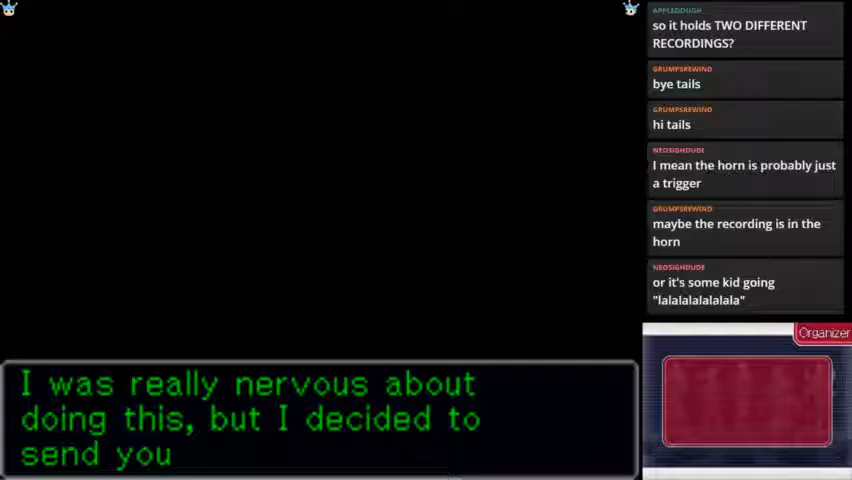 APPLEDOUGH
so it holds TWO DIFFERENT
RECORDINGS?
GRUMPSREWIND
bye tails
GRUMPSREWIND
hi tails
NEOSIGHDUDE
I mean the horn is probably just
a trigger
GRUMPSREWIND
maybe the recording is in the
horn
NEOSIGHDUDE
or it's some kid going
"lalalalalalalala"
Organizer
I was really nervous about
doing this, but I decided to
send you